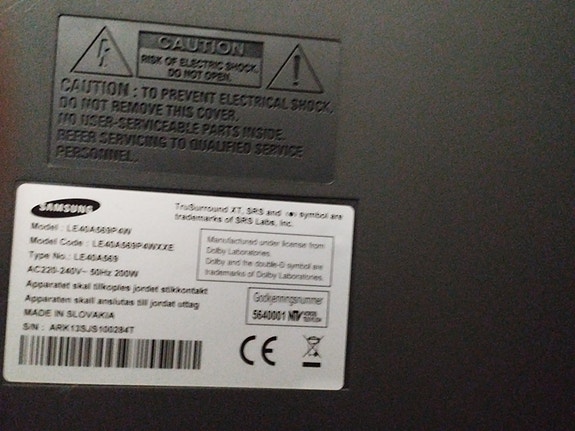 CAUTION
RISK OF ELECTRIC SHOCK,
DO NOT OPEN.
CAUTION : TO PREVENT ELECTRICAL SHOCK,
DO NOT REMOVE THIS COVER.
NO USER-SERVICEABLE PARTS INSIDE.
REFER SERVICING TO QUALIFIED SERVICE
PERSONNEL.
SAMSUNG
Model : LE40A569P4W
Model Code : LE40A569P4WXXE
Type No.: LE40A569
AC220-240V~ 50Hz 200W
Apparatet skal tilkoples jordet stikkontakt
Apparaten skall anslutas till jordat uttag
MADE IN SLOVAKIA
S/N : ARK13SJS100284T
TruSurround XT, SRS and symbol are
trademarks of SRS Labs, Inc.
Manufactured under license from
Dolby Laboratories.
Dolby and the double-D symbol are
trademarks of Dolby Laboratories.
Godkjenningsnummer
5640001 NTV
CE